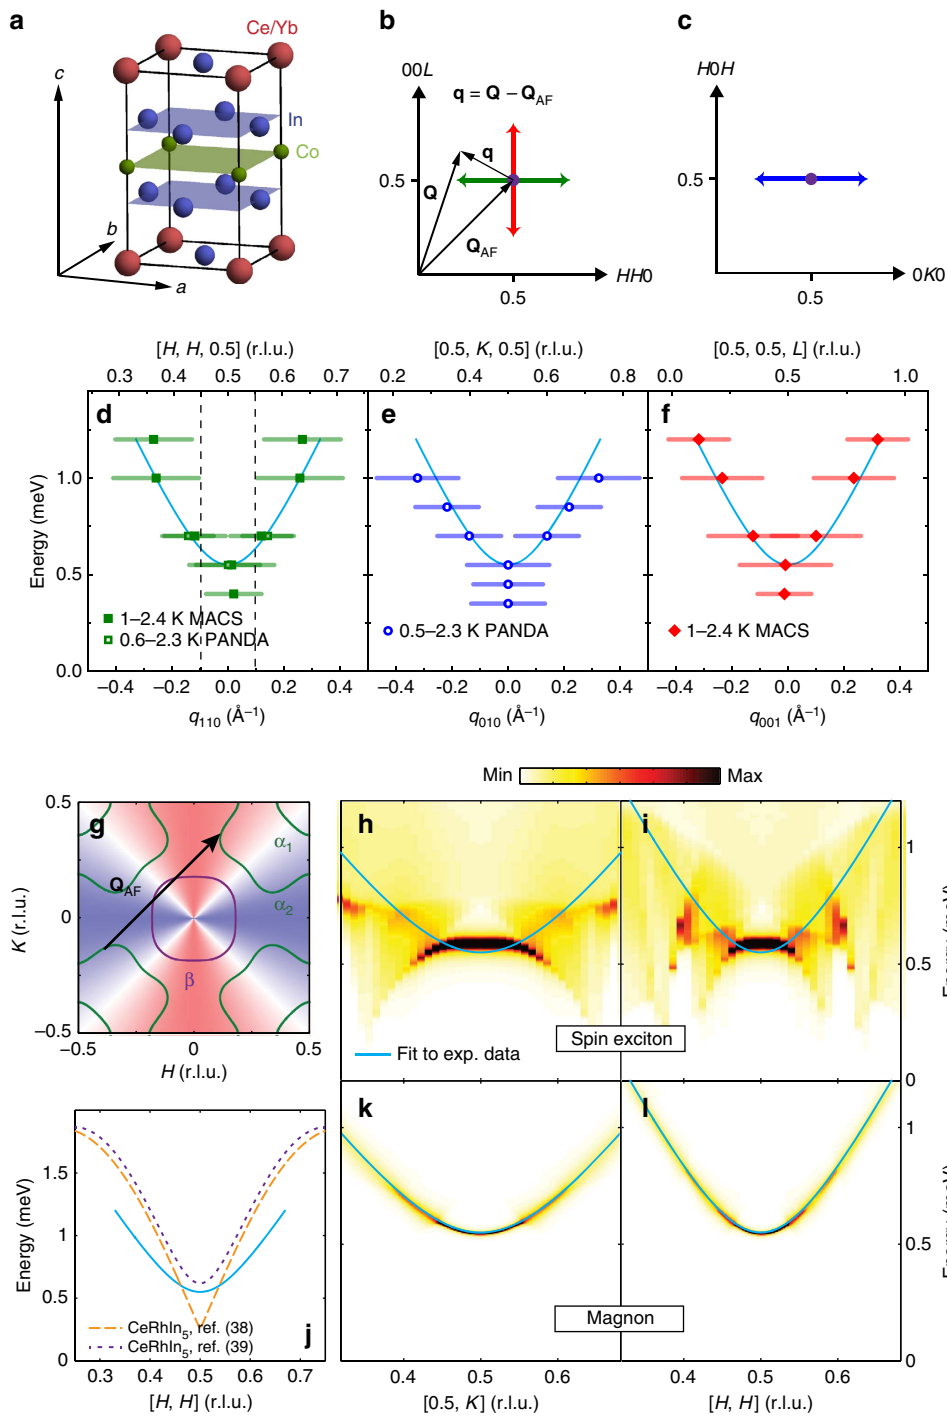 a
Ce/Yb
c
In
Co
b
a
b
00L
q = Q − Q_AF
q
0.5
Q
Q_AF
HH0
0.5
c
H0H
0.5
0K0
0.5
[H, H, 0.5] (r.l.u.)
0.3 0.4 0.5 0.6 0.7
[0.5, K, 0.5] (r.l.u.)
0.2 0.4 0.6 0.8
[0.5, 0.5, L] (r.l.u.)
0.1 0.5 1.0
d
Energy (meV)
1.0
0.5
0.0
1–2.4 K MACS
0.6–2.3 K PANDA
−0.4 −0.2 0.0 0.2 0.4
q110 (Å−1)
e
0.5–2.3 K PANDA
−0.4 −0.2 0.0 0.2 0.4
q010 (Å−1)
f
1–2.4 K MACS
−0.4 −0.2 0.0 0.2 0.4
q001 (Å−1)
Min Max
g
0.5
0
−0.5
K (r.l.u.)
α1
α2
Q_AF
β
−0.5 0 0.5
H (r.l.u.)
h
Fit to exp. data
i
1
0.5
0
Spin exciton
j
Energy (meV)
1.5
1
0.5
0
CeRhIn5, ref. (38)
CeRhIn5, ref. (39)
0.3 0.4 0.5 0.6 0.7
[H, H] (r.l.u.)
k
0.4 0.5 0.6
[0.5, K] (r.l.u.)
l
1
0.5
0
Magnon
0.4 0.5 0.6
[H, H] (r.l.u.)